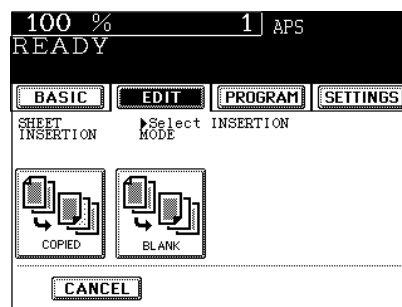 100 % 1 APS
READY
BASIC EDIT PROGRAM SETTINGS
SHEET ▶Select INSERTION
INSERTION MODE
COPIED BLANK
CANCEL